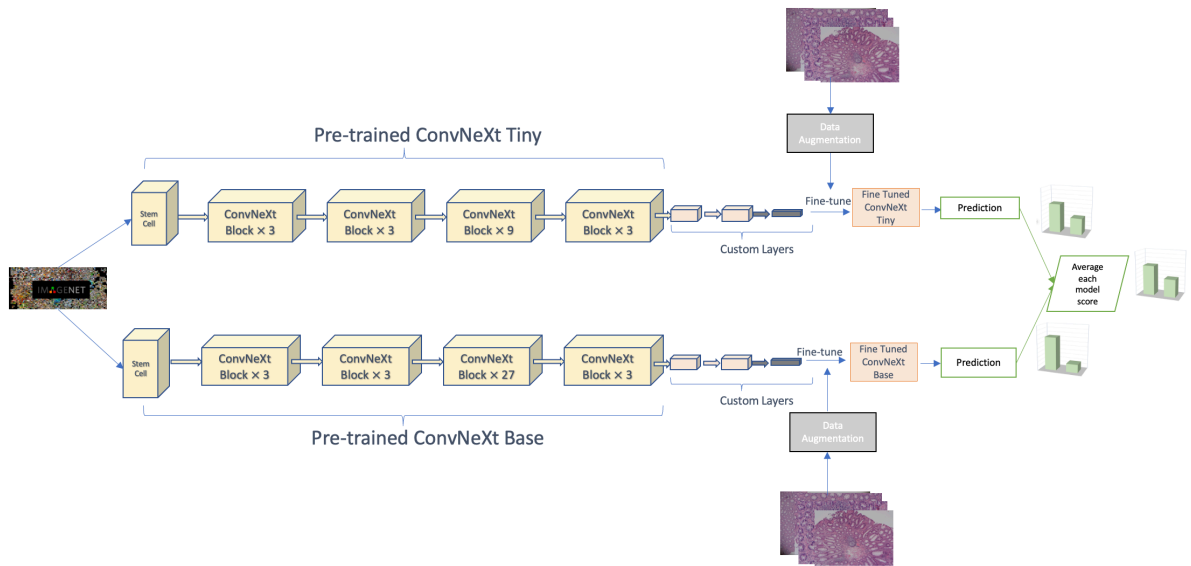 Data
Augmentation
Pre-trained ConvNeXt Tiny
Stem
Cell
ConvNeXt
Block × 3
ConvNeXt
Block × 3
ConvNeXt
Block × 9
ConvNeXt
Block × 3
Custom Layers
Fine-tune
Fine Tuned
ConvNeXt
Tiny
Prediction
IMAGENET
Average
each
model
score
Stem
Cell
ConvNeXt
Block × 3
ConvNeXt
Block × 3
ConvNeXt
Block × 27
ConvNeXt
Block × 3
Custom Layers
Fine-tune
Fine Tuned
ConvNeXt
Base
Prediction
Pre-trained ConvNeXt Base
Data
Augmentation